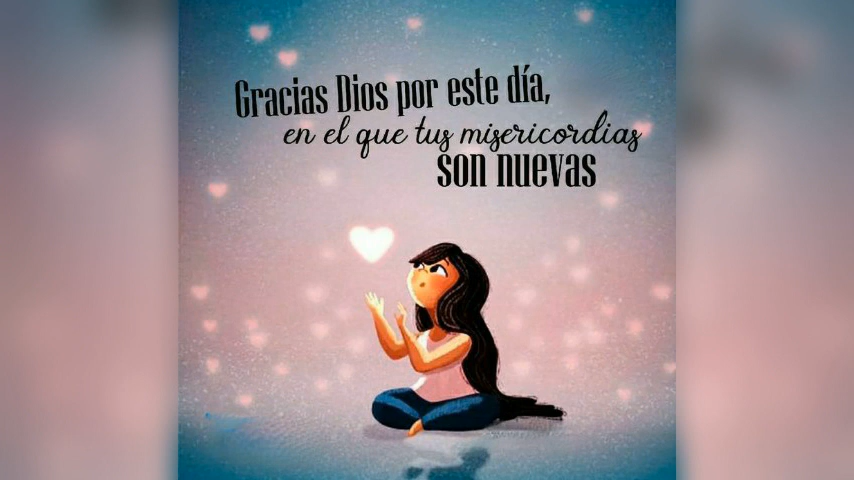 Gracias Dios por este día,
en el que tus misericordias
son nuevas